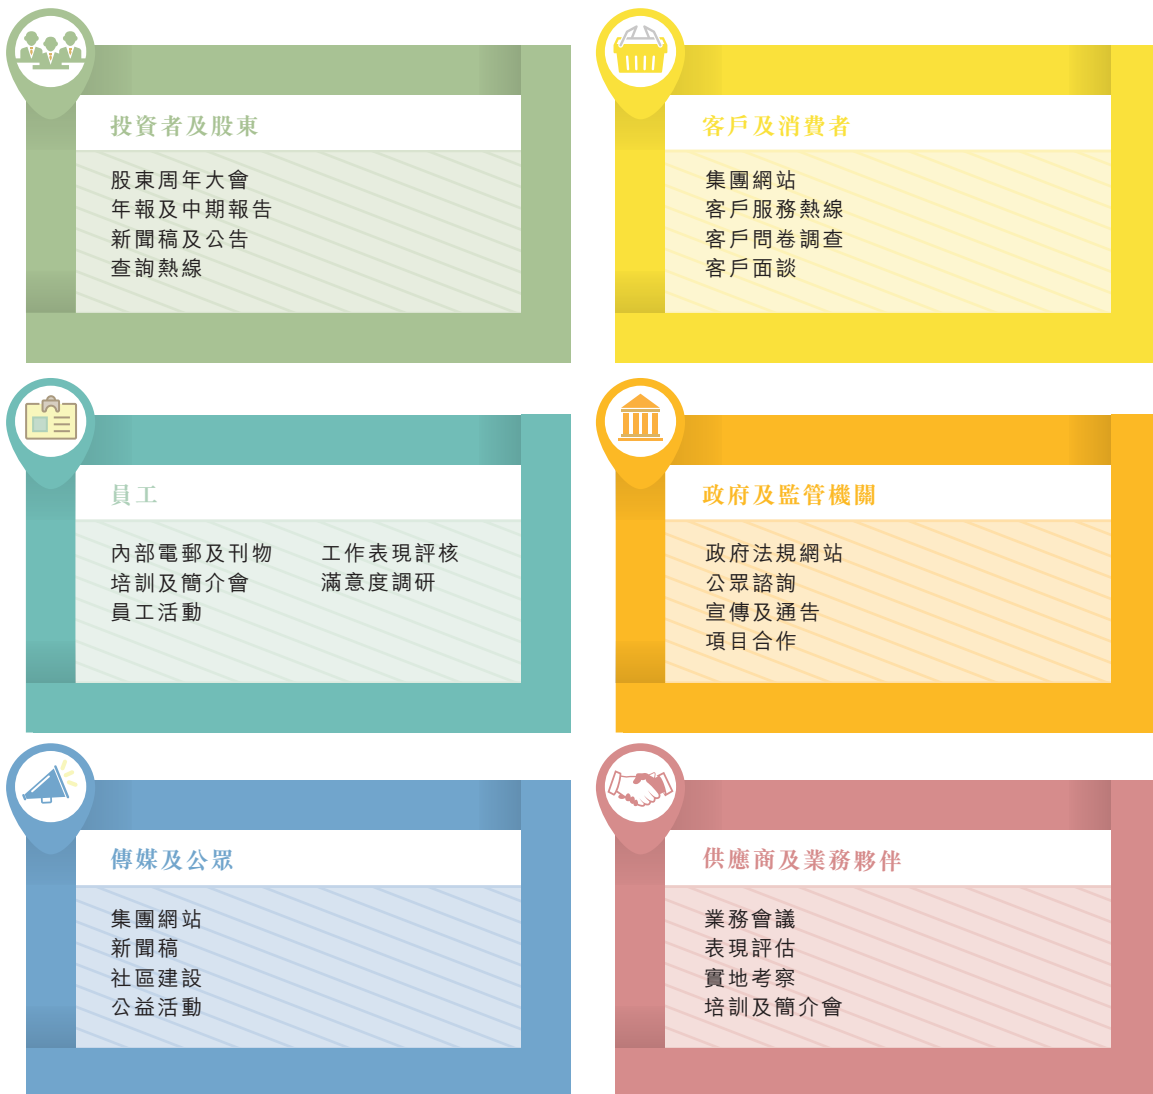 投資者及股東
股東周年大會
年報及中期報告
新聞稿及公告
查詢熱線
客戶及消費者
集團網站
客戶服務熱線
客戶問卷調查
客戶面談
員工
內部電郵及刊物
培訓及簡介會
員工活動
工作表現評核
滿意度調研
政府及監管機關
政府法規網站
公眾諮詢
宣傳及通告
項目合作
傳媒及公眾
集團網站
新聞稿
社區建設
公益活動
供應商及業務夥伴
業務會議
表現評估
實地考察
培訓及簡介會